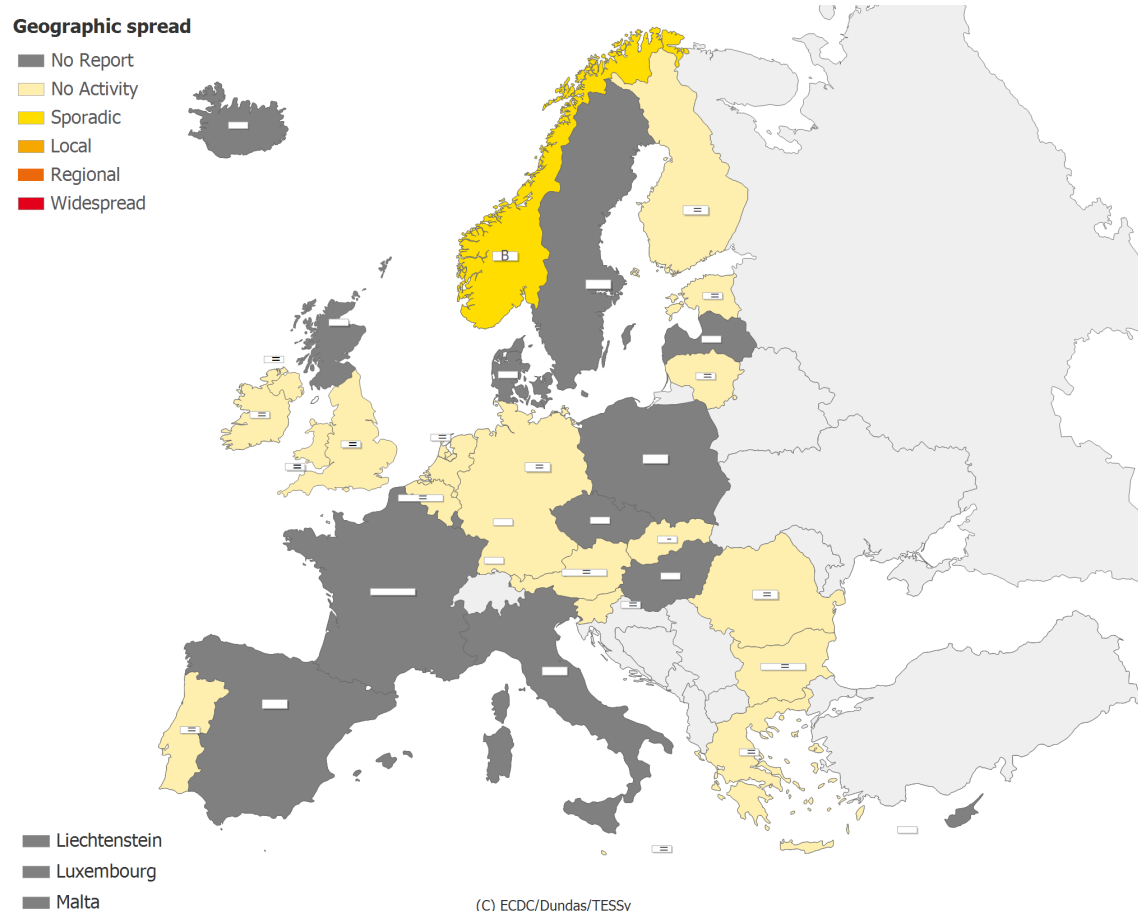 Geographic spread
No Report
No Activity
Sporadic
Local
Regional
Widespread
=
B
=
=
=
=
=
=
=
=
=
=
-
=
=
=
=
=
=
=
Liechtenstein
Luxembourg
Malta
(C) ECDC/Dundas/TESSy